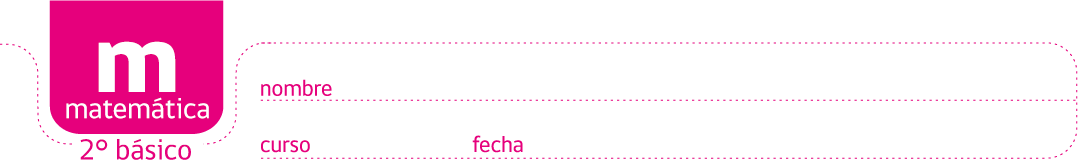 m
matemática
2° básico
nombre
curso fecha